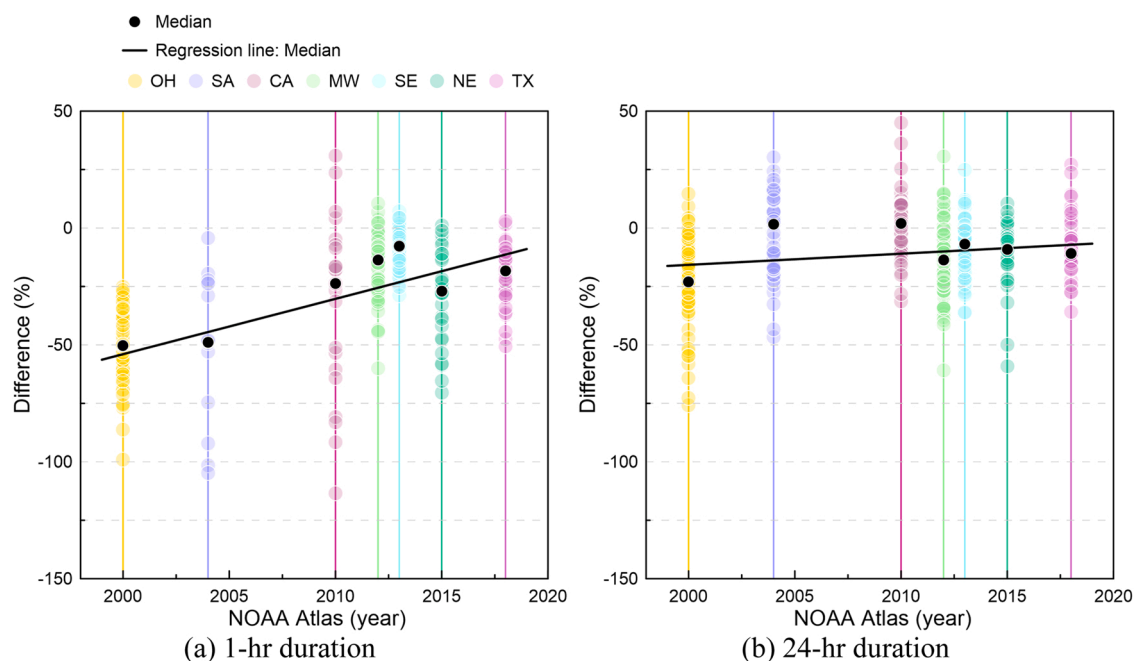 Median
Regression line: Median
OH SA CA MW SE NE TX
50
0
-50
-100
-150
Difference (%)
2000 2005 2010 2015 2020
NOAA Atlas (year)
(a) 1-hr duration
50
0
-50
-100
-150
Difference (%)
2000 2005 2010 2015 2020
NOAA Atlas (year)
(b) 24-hr duration